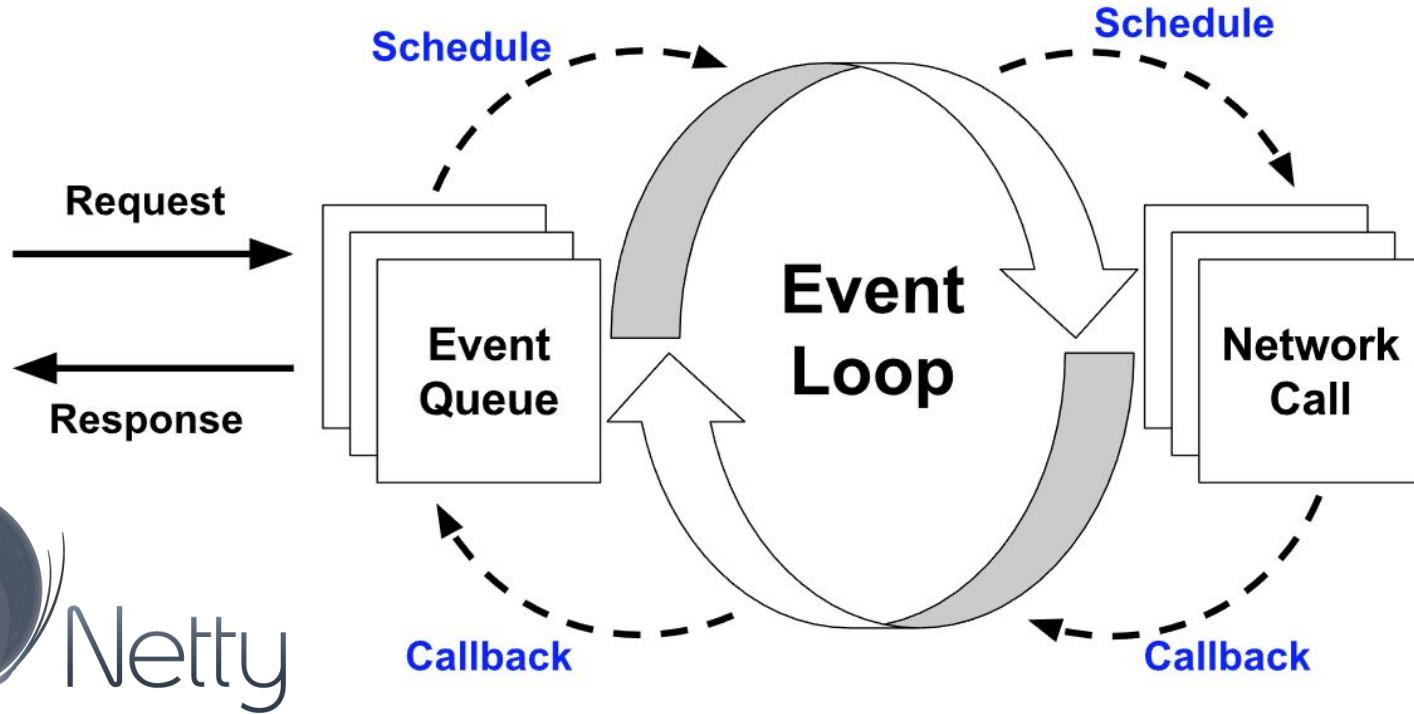 Schedule
Schedule
Request
Event
Queue
Event
Loop
Network
Call
Response
Callback
Callback
Netty